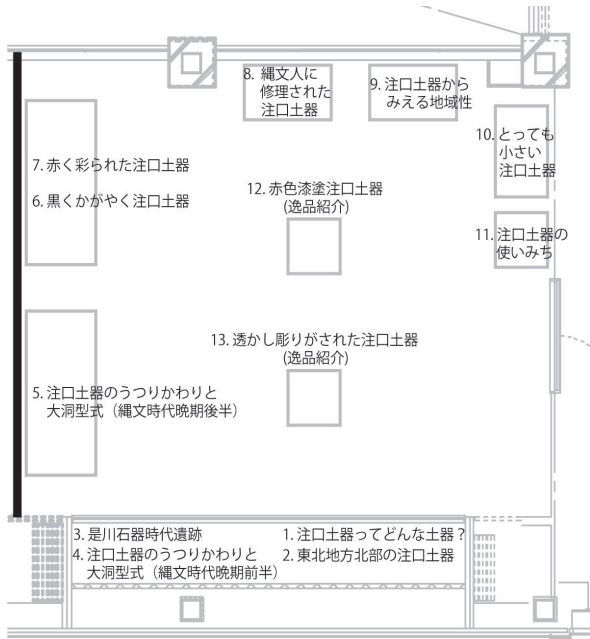 8. 縄文人に
修理された
注口土器
9. 注口土器から
みえる地域性
10. とっても
小さい
注口土器
7. 赤く彩られた注口土器
6. 黒くかがやく注口土器
12. 赤色漆塗注口土器
(逸品紹介)
11. 注口土器の
使いみち
13. 透かし彫りがされた注口土器
(逸品紹介)
5. 注口土器のうつりかわりと
大洞型式（縄文時代晩期後半）
3. 是川石器時代遺跡
4. 注口土器のうつりかわりと
大洞型式（縄文時代晩期前半）
1. 注口土器ってどんな土器？
2. 東北地方北部の注口土器